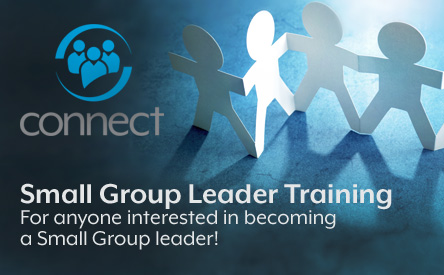 connect
Small Group Leader Training
For anyone interested in becoming
a Small Group leader!